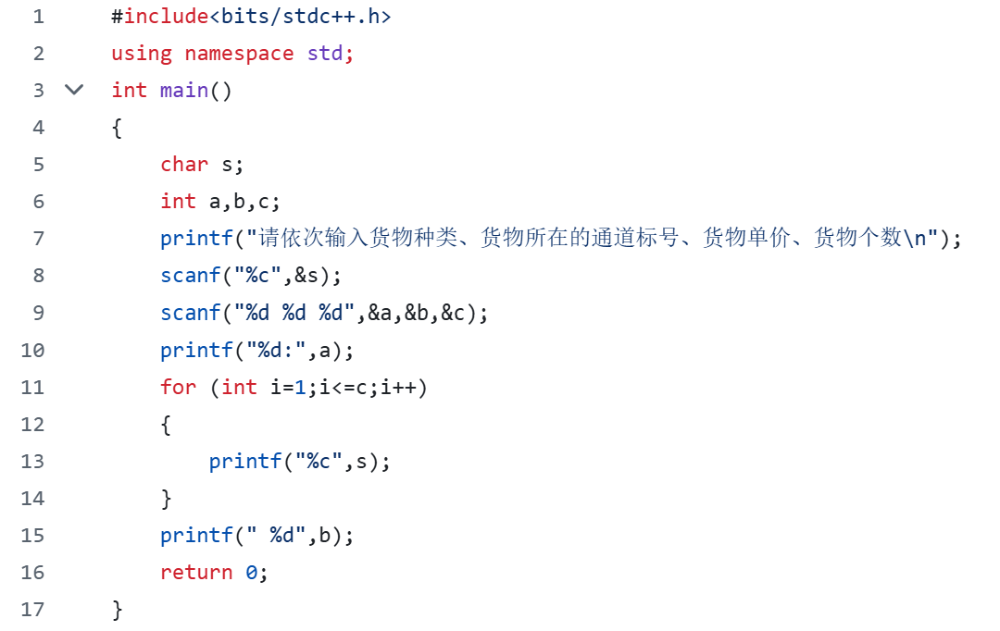 1 #include<bits/stdc++.h>
2 using namespace std;
3 int main()
4 {
5 char s;
6 int a,b,c;
7 printf("请依次输入货物种类、货物所在的通道标号、货物单价、货物个数\n");
8 scanf("%c",&s);
9 scanf("%d %d %d",&a,&b,&c);
10 printf("%d:",a);
11 for (int i=1;i<=c;i++)
12 {
13 printf("%c",s);
14 }
15 printf(" %d",b);
16 return 0;
17 }